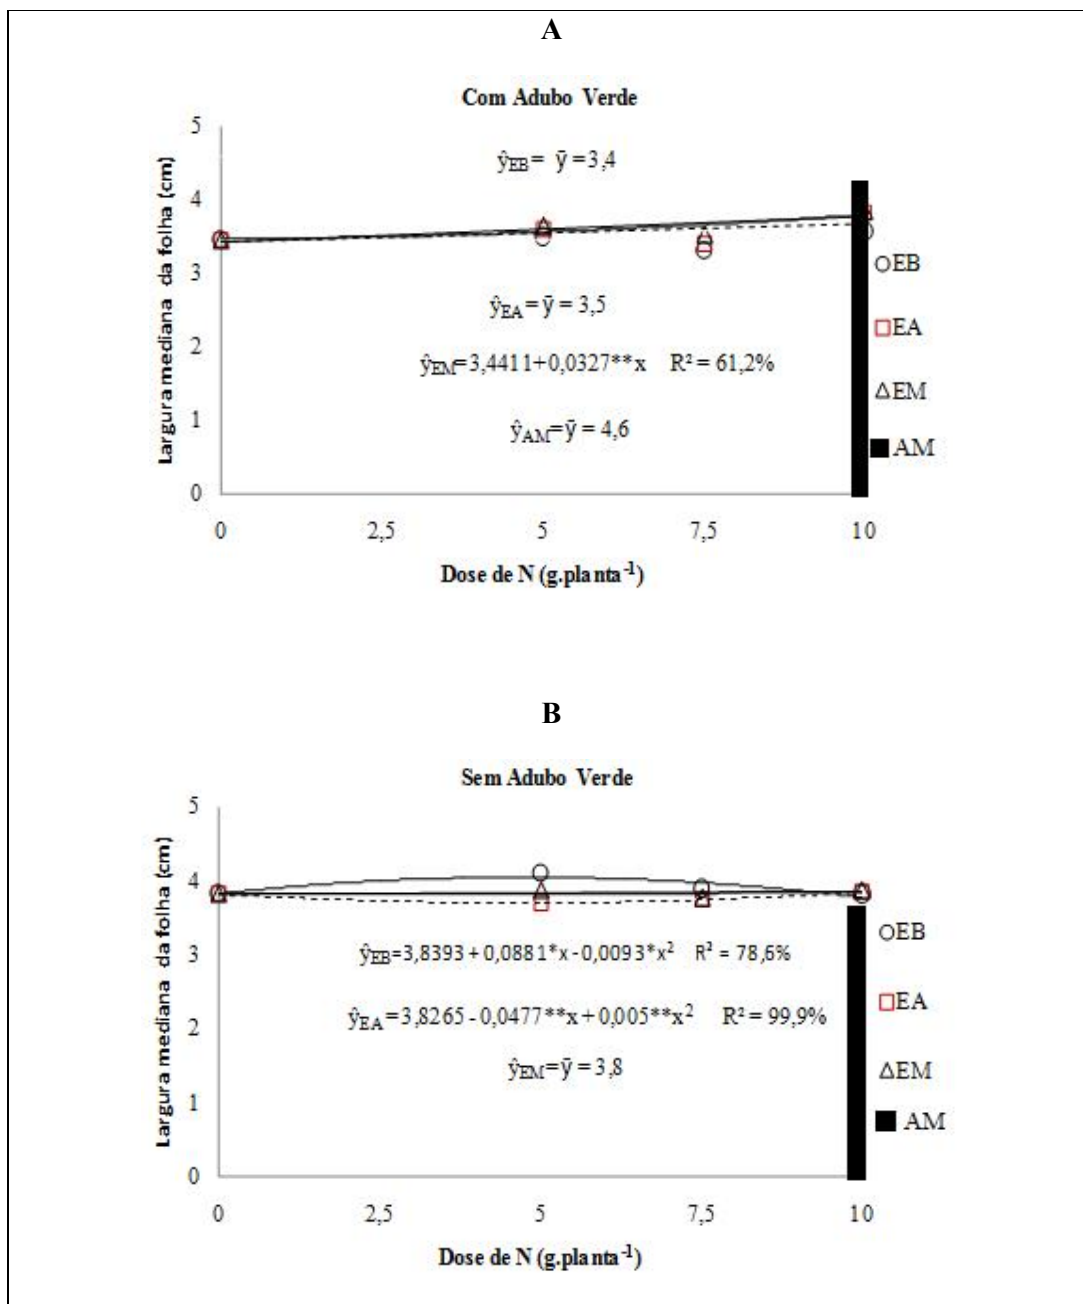 A
Com Adubo Verde
Largura mediana da folha (cm)
5
4
3
2
1
0
ŷEB = ȳ = 3,4
ŷEA = ȳ = 3,5
ŷEM=3,4411+0,0327**x R² = 61,2%
ŷAM=ȳ = 4,6
EB
EA
EM
AM
0 2,5 5 7,5 10
Dose de N (g.planta⁻¹)
B
Sem Adubo Verde
Largura mediana da folha (cm)
5
4
3
2
1
0
ŷEB=3,8393 + 0,0881*x - 0,0093*x² R² = 78,6%
ŷEA=3,8265 - 0,0477**x + 0,005**x² R² = 99,9%
ŷEM=ȳ = 3,8
EB
EA
EM
AM
0 2,5 5 7,5 10
Dose de N (g.planta⁻¹)